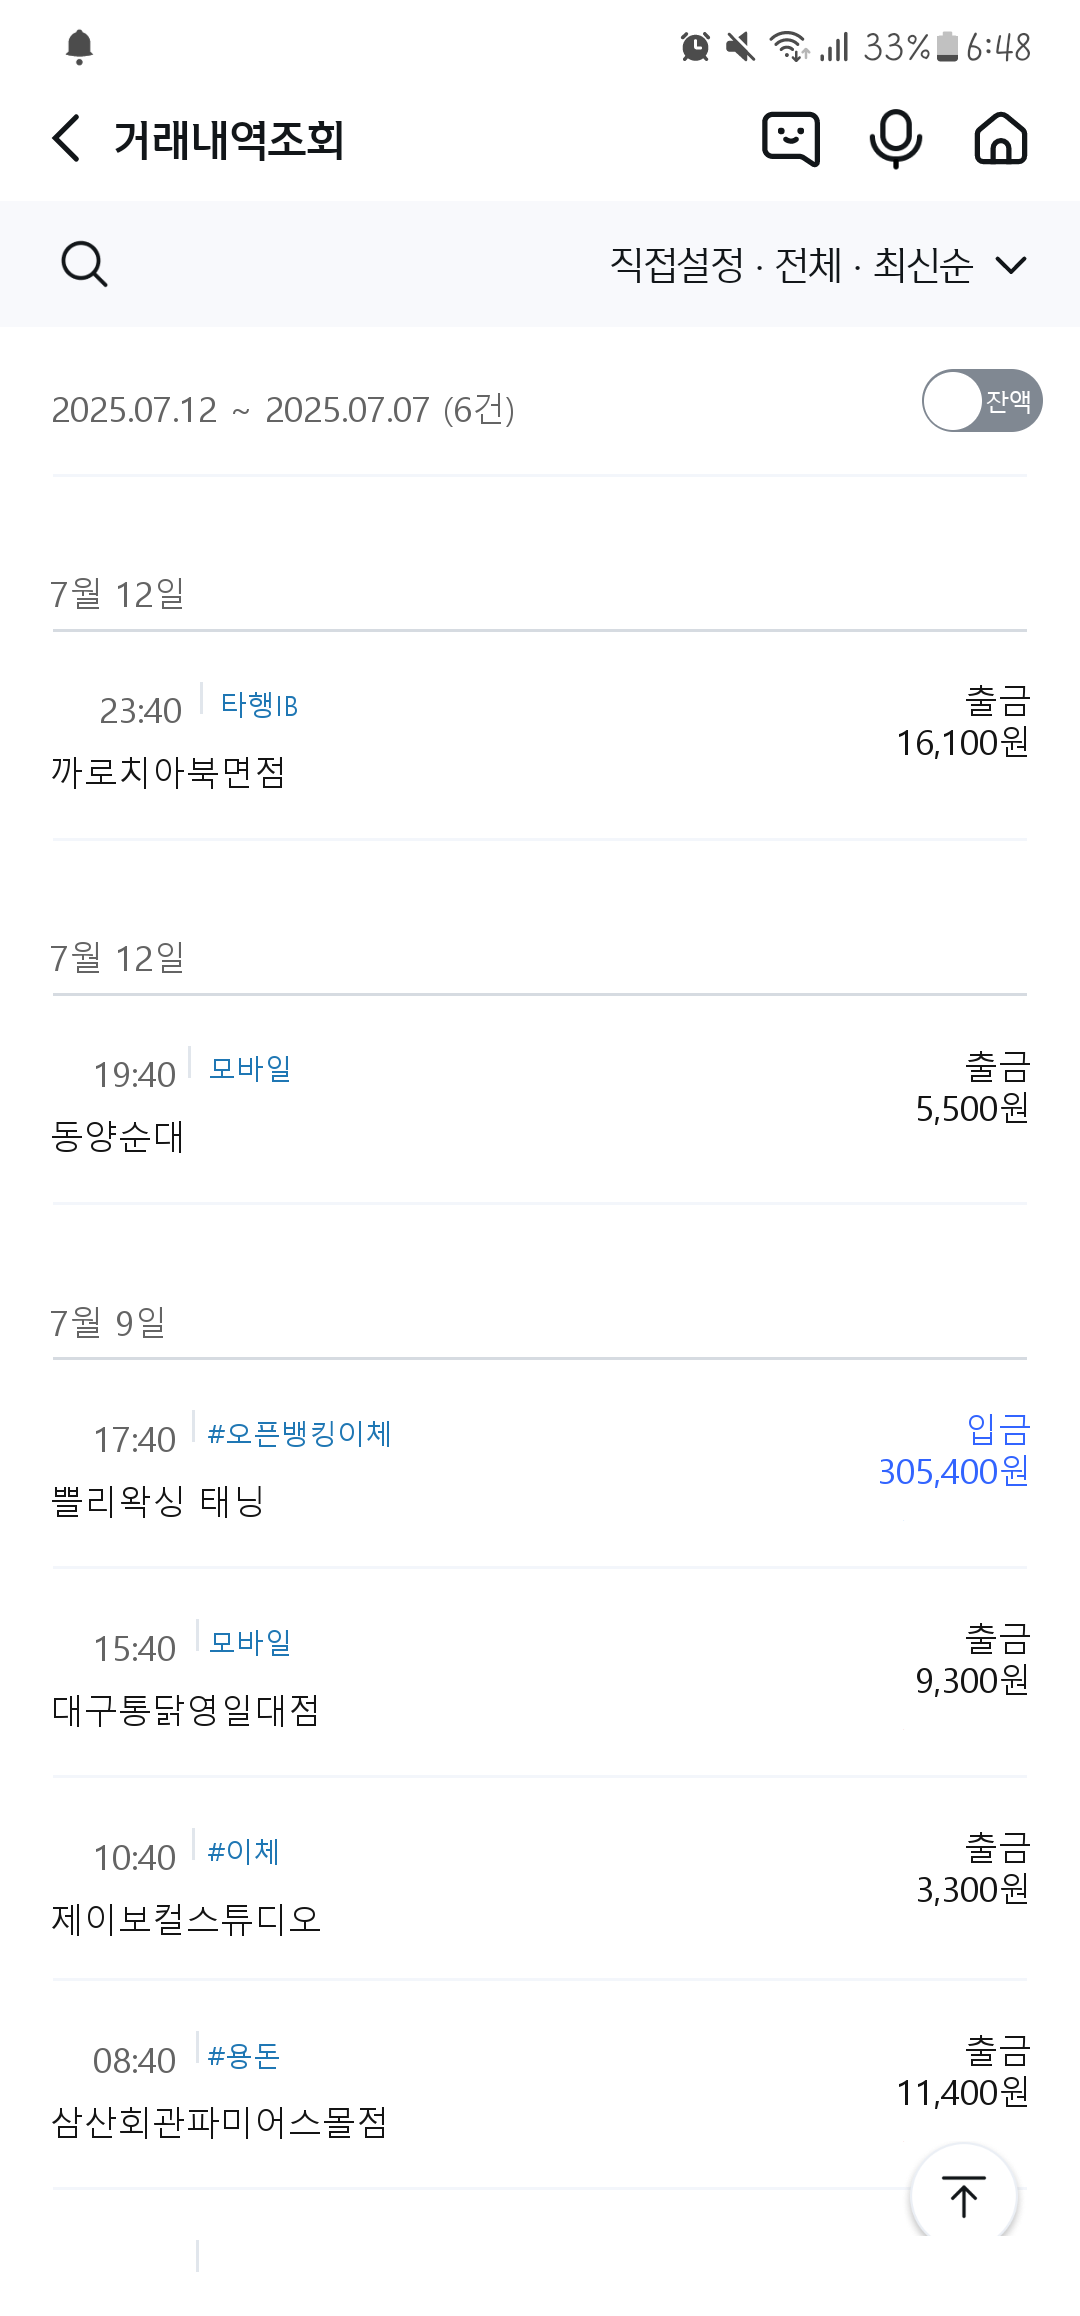 33% 6:48
거래내역조회
직접설정 · 전체 · 최신순
2025.07.12 ~ 2025.07.07 (6건)
잔액
7월 12일
23:40 타행IB
출금
16,100원
까로치아북면점
7월 12일
19:40 모바일
출금
5,500원
동양순대
7월 9일
17:40 #오픈뱅킹이체
입금
305,400원
쁠리왁싱 태닝
15:40 모바일
출금
9,300원
대구통닭영일대점
10:40 #이체
출금
3,300원
제이보컬스튜디오
08:40 #용돈
출금
11,400원
삼산회관파미어스몰점